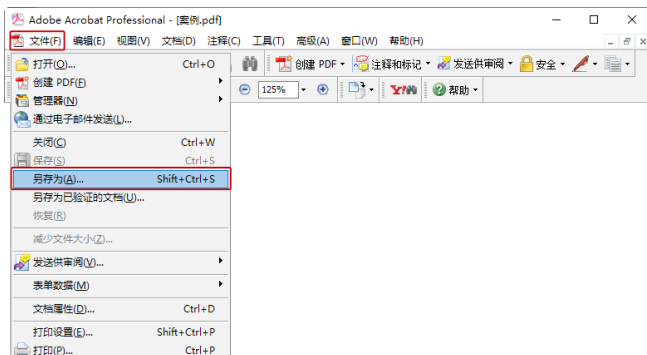 Adobe Acrobat Professional - [案例.pdf]
文件(F) 编辑(E) 视图(V) 文档(D) 注释(C) 工具(T) 高级(A) 窗口(W) 帮助(H)
打开(O)... Ctrl+O 创建 PDF 注释和标记 发送供审阅 安全
创建 PDF(F)
管理器(N) 125% Y! 帮助
通过电子邮件发送(L)...
关闭(C) Ctrl+W
保存(S) Ctrl+S
另存为(A)... Shift+Ctrl+S
另存为已验证的文档(U)...
恢复(R)
减少文件大小(Z)...
发送供审阅(V)...
表单数据(M)
文档属性(D)... Ctrl+D
打印设置(E)... Shift+Ctrl+P
打印(P)... Ctrl+P